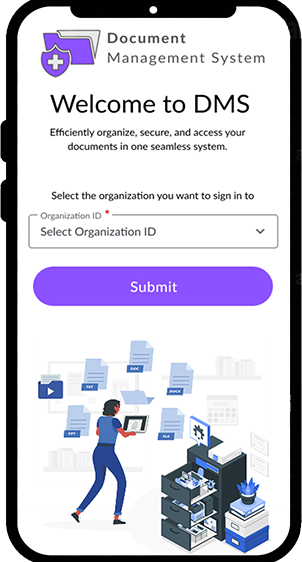 Document
Management System
Welcome to DMS
Efficiently organize, secure, and access your
documents in one seamless system.
Select the organization you want to sign in to
Organization ID *
Select Organization ID
Submit
DOC
TXT
DOCX
PPT
XLS